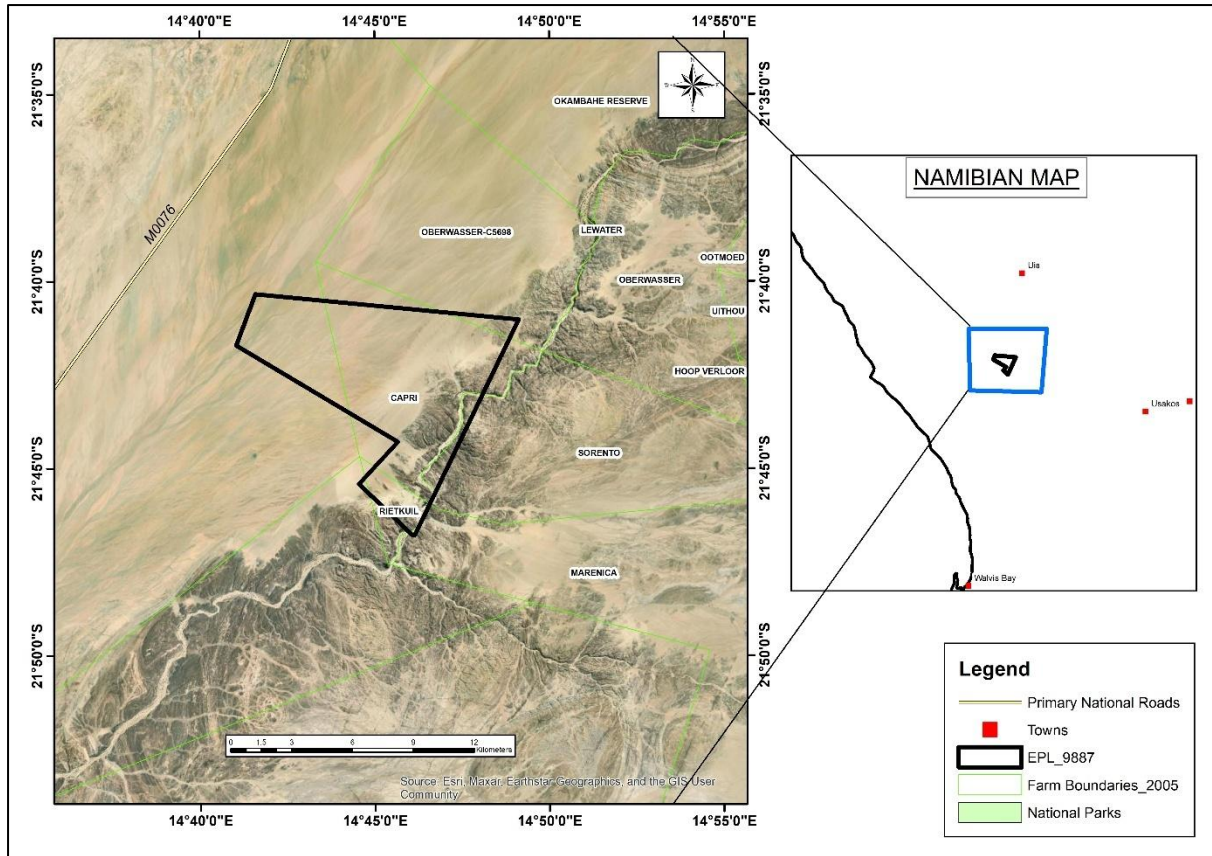 14°40'0"E
14°45'0"E
14°50'0"E
14°55'0"E
21°35'0"S
21°35'0"S
21°40'0"S
21°40'0"S
21°45'0"S
21°45'0"S
21°50'0"S
21°50'0"S
N
E
S
OKAMBAHE RESERVE
M0076
LEWATER
OBERWASSER-C5698
OOTMOED
OBERWASSER
UITHOU
HOOP VERLOOR
CAPRI
SORENTO
RIETKUIL
MARENICA
0 1.5 3 6 9 12
Kilometers
Source: Esri, Maxar, Earthstar Geographics, and the GIS User
Community
14°40'0"E
14°45'0"E
14°50'0"E
14°55'0"E
NAMIBIAN MAP
Uis
Usakos
Walvis Bay
Legend
Primary National Roads
Towns
EPL_9887
Farm Boundaries_2005
National Parks